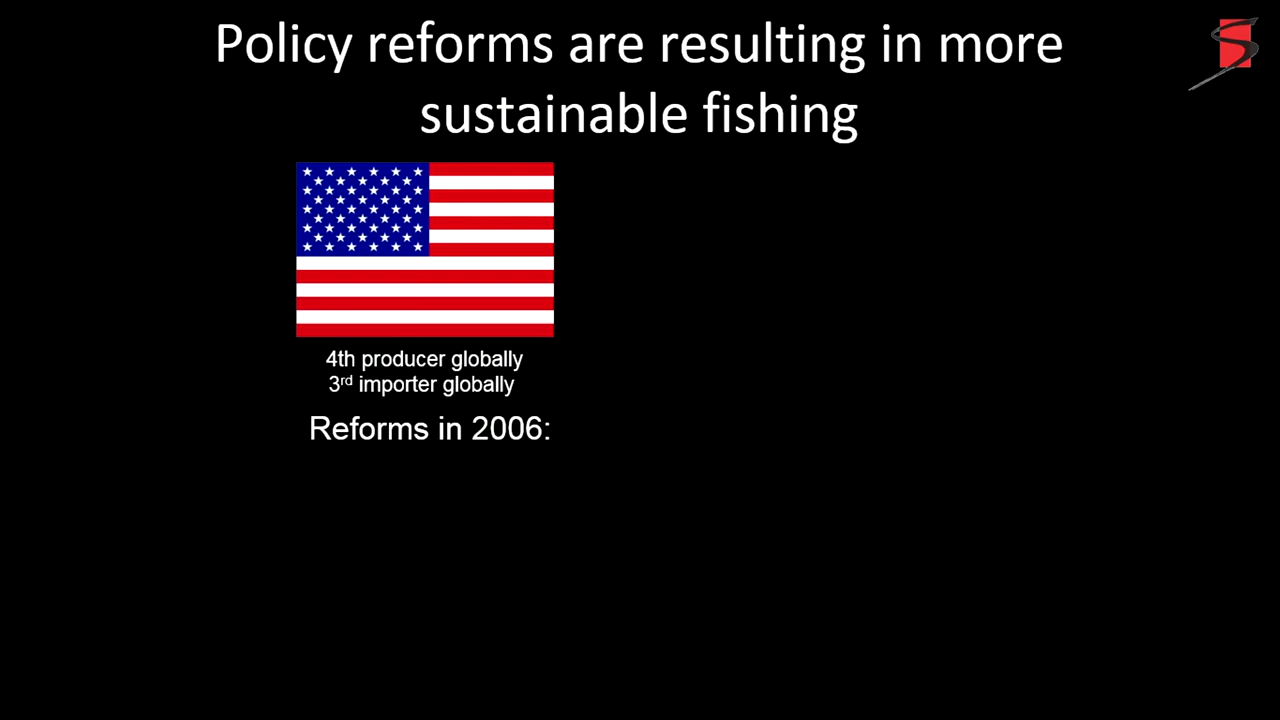 Policy reforms are resulting in more
sustainable fishing
4th producer globally
3rd importer globally
Reforms in 2006: